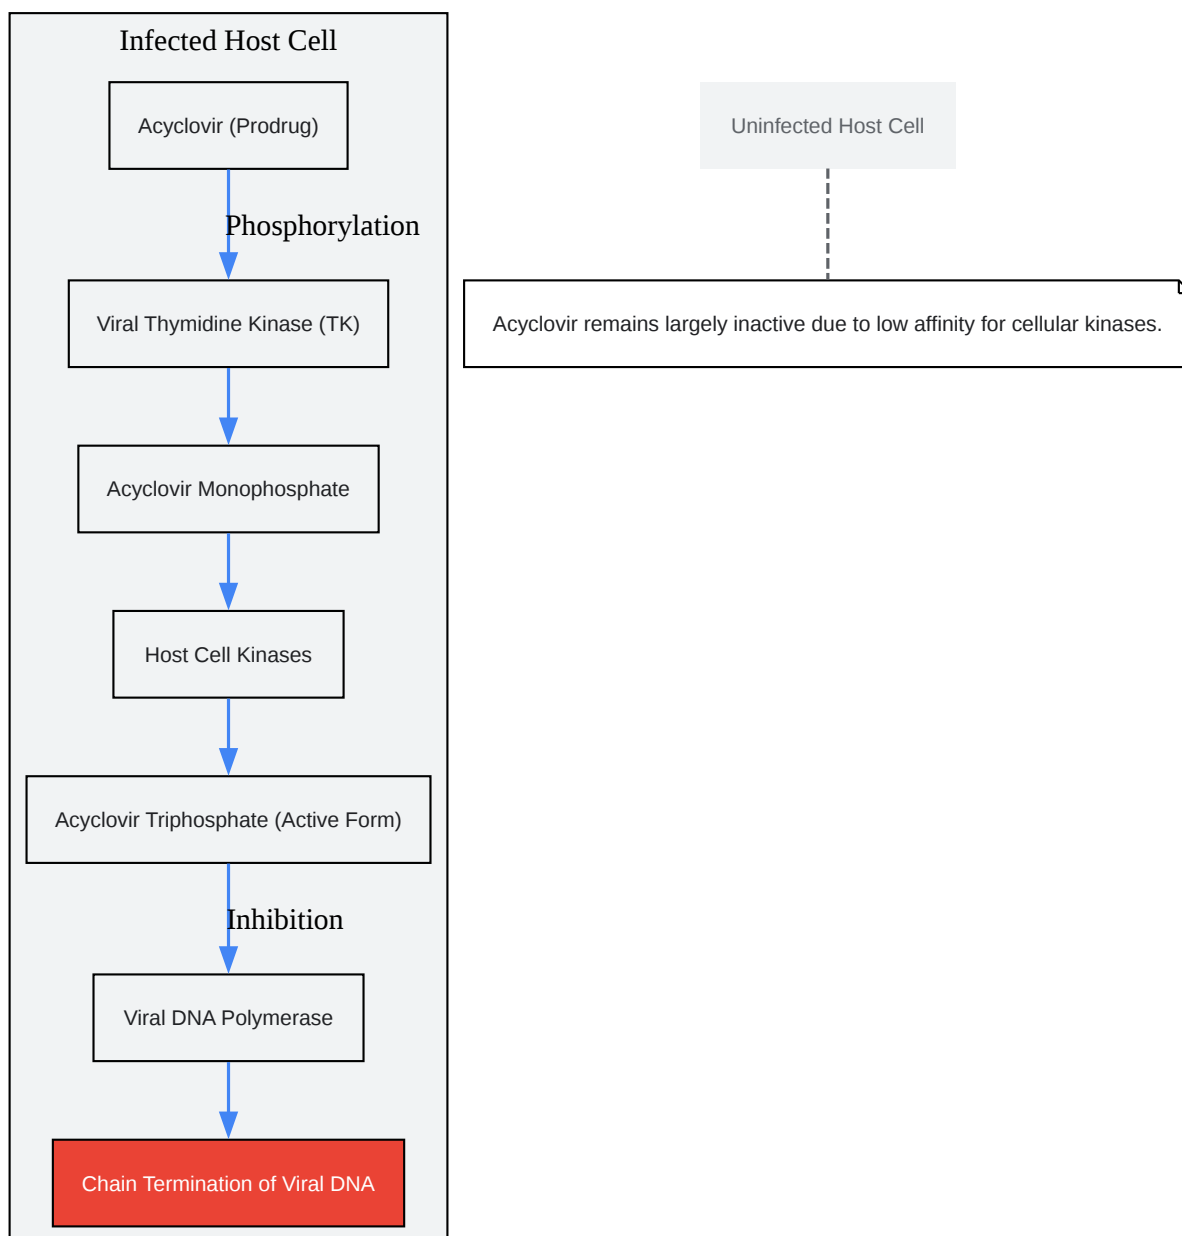 Infected Host Cell
Acyclovir (Prodrug)
Uninfected Host Cell
Phosphorylation
Viral Thymidine Kinase (TK)
Acyclovir remains largely inactive due to low affinity for cellular kinases.
Acyclovir Monophosphate
Host Cell Kinases
Acyclovir Triphosphate (Active Form)
Inhibition
Viral DNA Polymerase
Chain Termination of Viral DNA